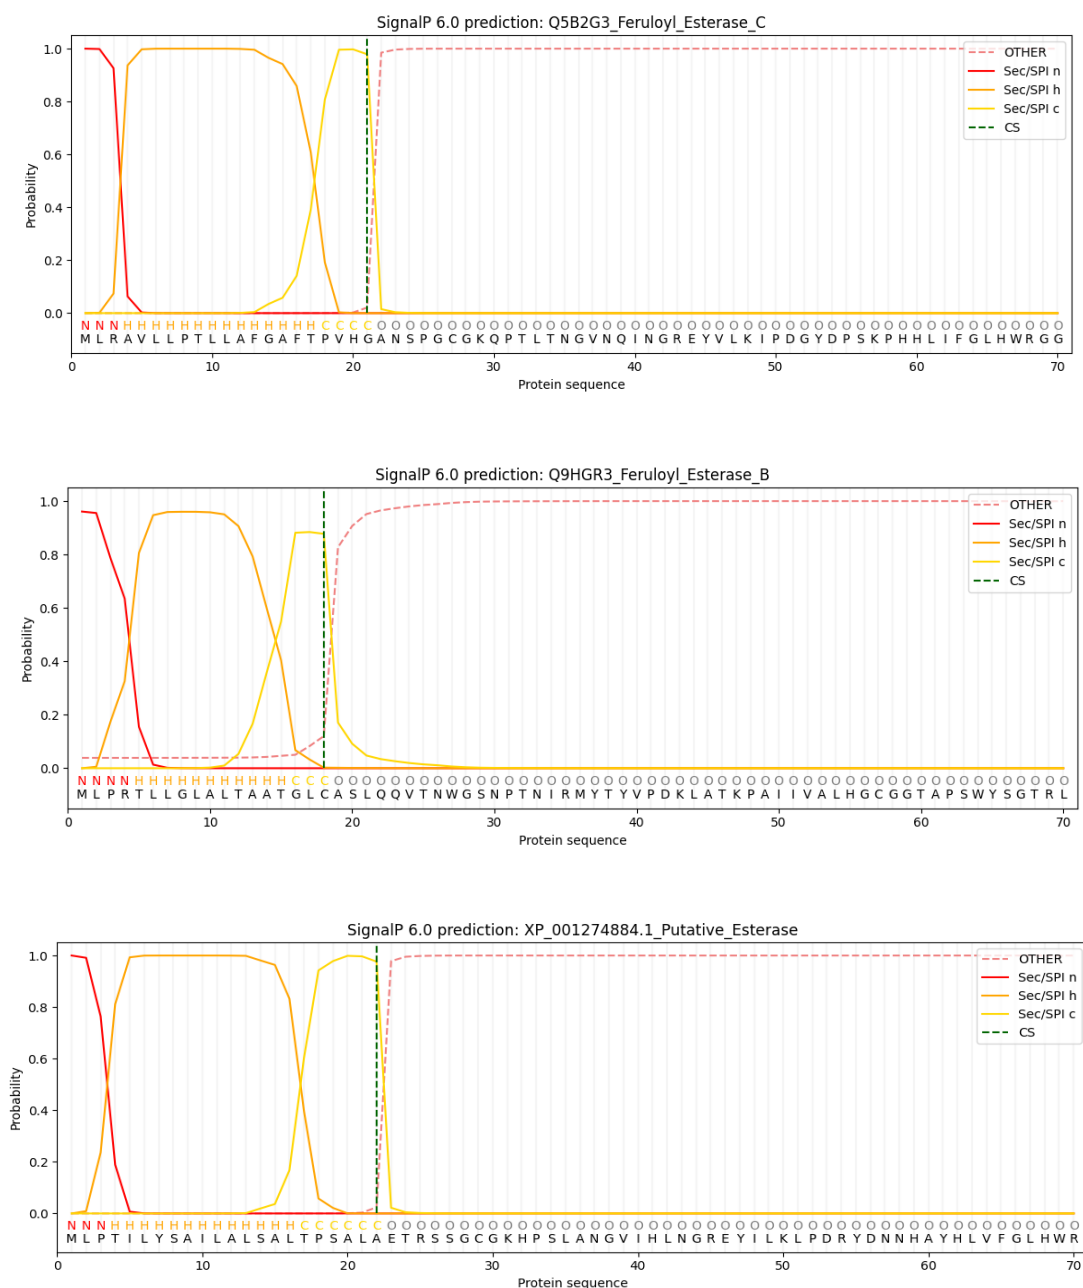 SignalP 6.0 prediction: Q5B2G3_Feruloyl_Esterase_C
OTHER
Sec/SPI n
Sec/SPI h
Sec/SPI c
CS
Probability
1.0
0.8
0.6
0.4
0.2
0.0
N N N H H H H H H H H H H H H H H C C C C O O O O O O O O O O O O O O O O O O O O O O O O O O O O O O O O O O O O O O O O O O O O O O O O O
M L R A V L L P T L L A F G A F T P V H G A N S P G C G K Q P T L T N G V N Q I N G R E Y V L K I P D G Y D P S K P H H L I F G L H W R G G
0 10 20 30 40 50 60 70
Protein sequence
SignalP 6.0 prediction: Q9HGR3_Feruloyl_Esterase_B
OTHER
Sec/SPI n
Sec/SPI h
Sec/SPI c
CS
Probability
1.0
0.8
0.6
0.4
0.2
0.0
N N N N H H H H H H H H H H H C C C O O O O O O O O O O O O O O O O O O O O O O O O O O O O O O O O O O O O O O O O O O O O O O O O O O O O
M L P R T L L G L A L T A A T G L C A S L Q Q V T N W G S N P T N I R M Y T Y V P D K L A T K P A I I V A L H G C G G T A P S W Y S G T R L
0 10 20 30 40 50 60 70
Protein sequence
SignalP 6.0 prediction: XP_001274884.1_Putative_Esterase
OTHER
Sec/SPI n
Sec/SPI h
Sec/SPI c
CS
Probability
1.0
0.8
0.6
0.4
0.2
0.0
N N N H H H H H H H H H H H H H C C C C C C O O O O O O O O O O O O O O O O O O O O O O O O O O O O O O O O O O O O O O O O O O O O O O O O
M L P T I L Y S A I L A L S A L T P S A L A E T R S S G C G K H P S L A N G V I H L N G R E Y I L K L P D R Y D N N H A Y H L V F G L H W R
0 10 20 30 40 50 60 70
Protein sequence